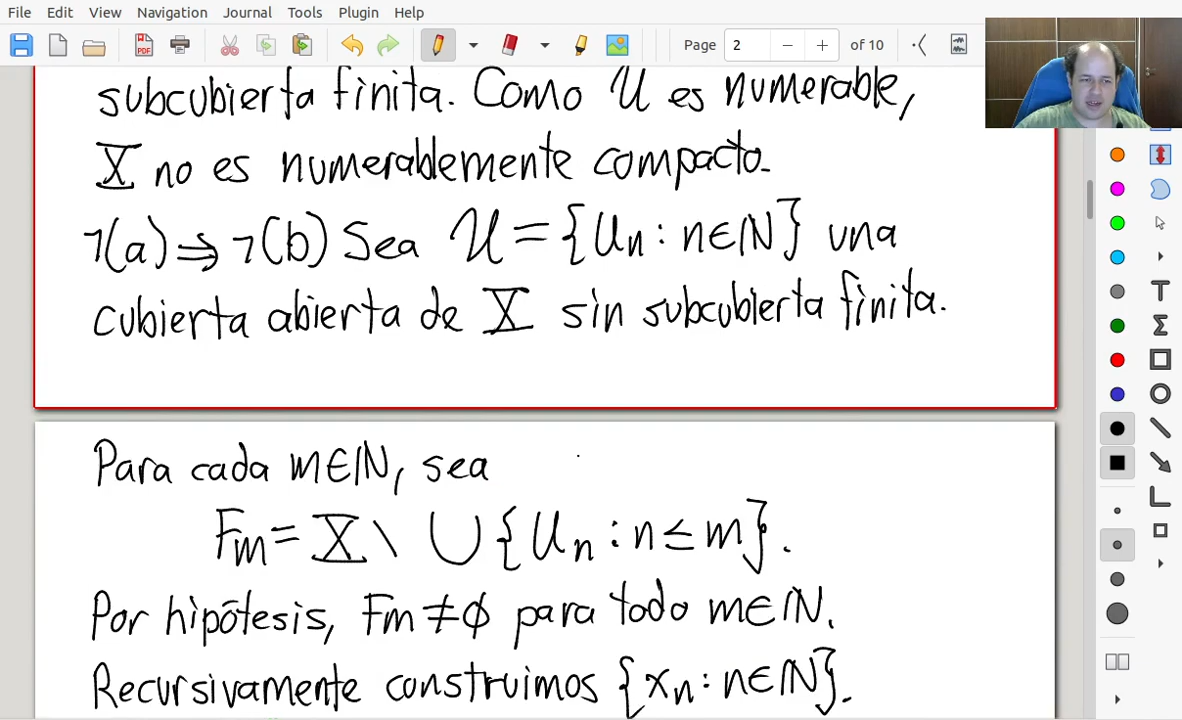 File Edit View Navigation Journal Tools Plugin Help
Page 2 of 10
subcubierta finita. Como U es numerable,
X no es numerablemente compacto.
¬(a) ⇒ ¬(b) Sea U = {Un : n∈ℕ} una
cubierta abierta de X sin subcubierta finita.
Para cada m∈ℕ, sea
Fm = X \ ∪ {Un : n ≤ m}.
Por hipótesis, Fm ≠ ∅ para todo m∈ℕ.
Recursivamente construimos {xn : n∈ℕ}.